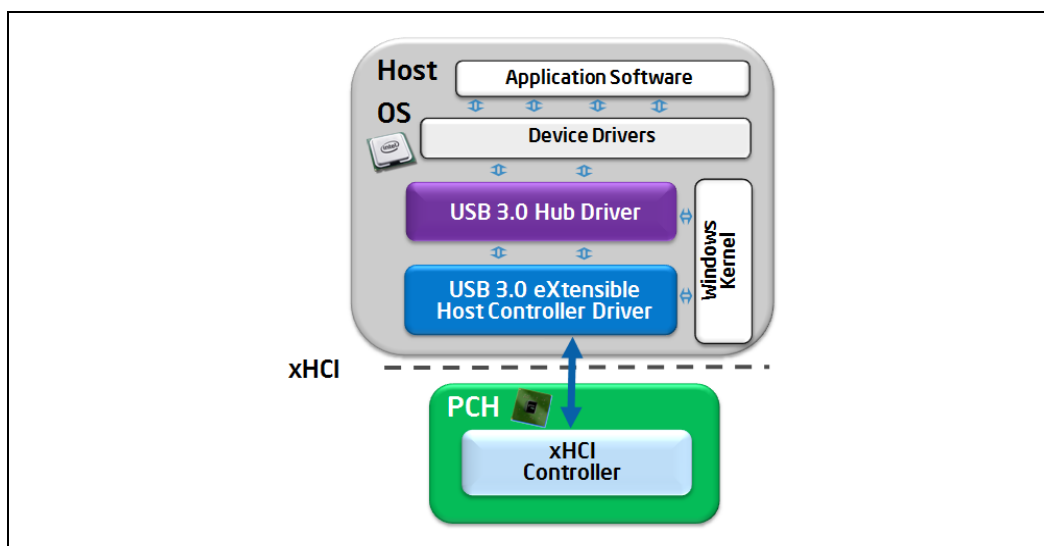 Host
OS
Application Software
Device Drivers
USB 3.0 Hub Driver
USB 3.0 eXtensible
Host Controller Driver
Windows
Kernel
xHCI
PCH
xHCI
Controller